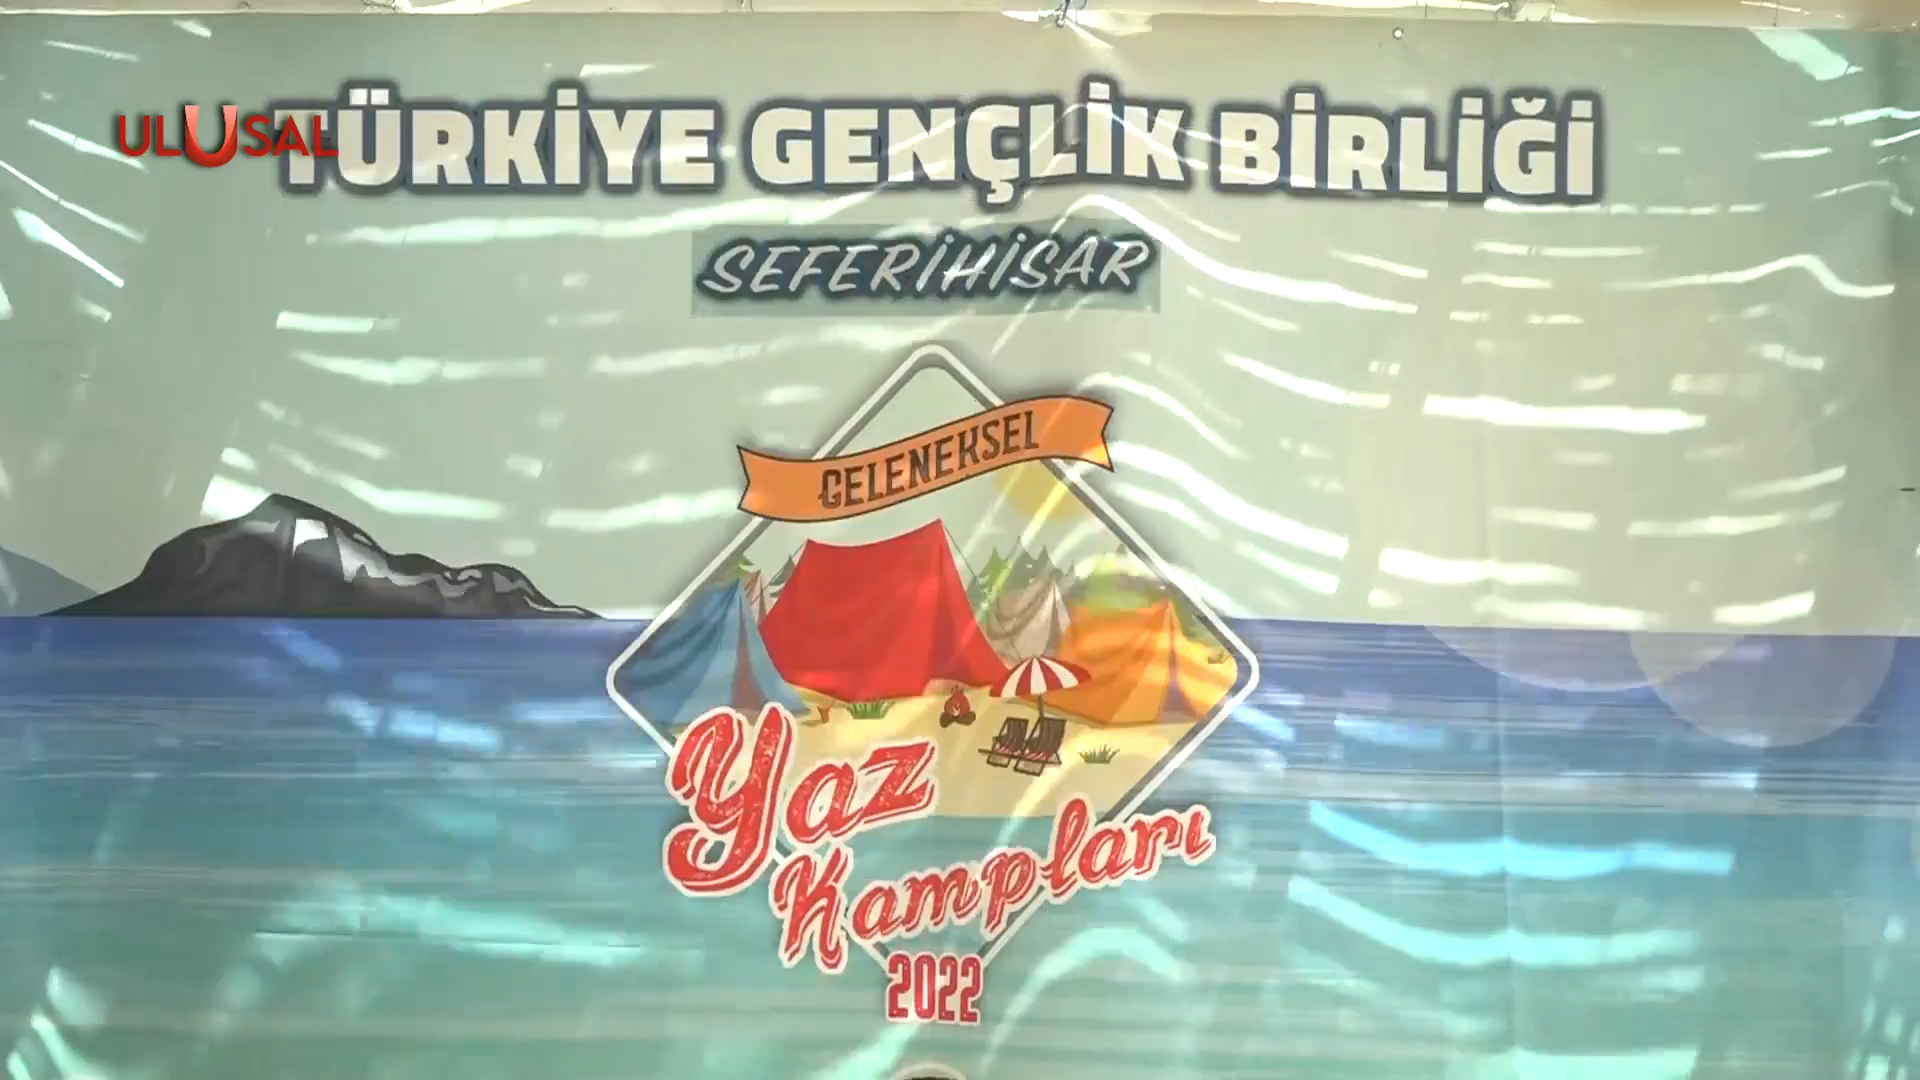 ULUSAL
TÜRKİYE GENÇLİK BİRLİĞİ
SEFERİHİSAR
GELENEKSEL
Yaz
Kampları
2022